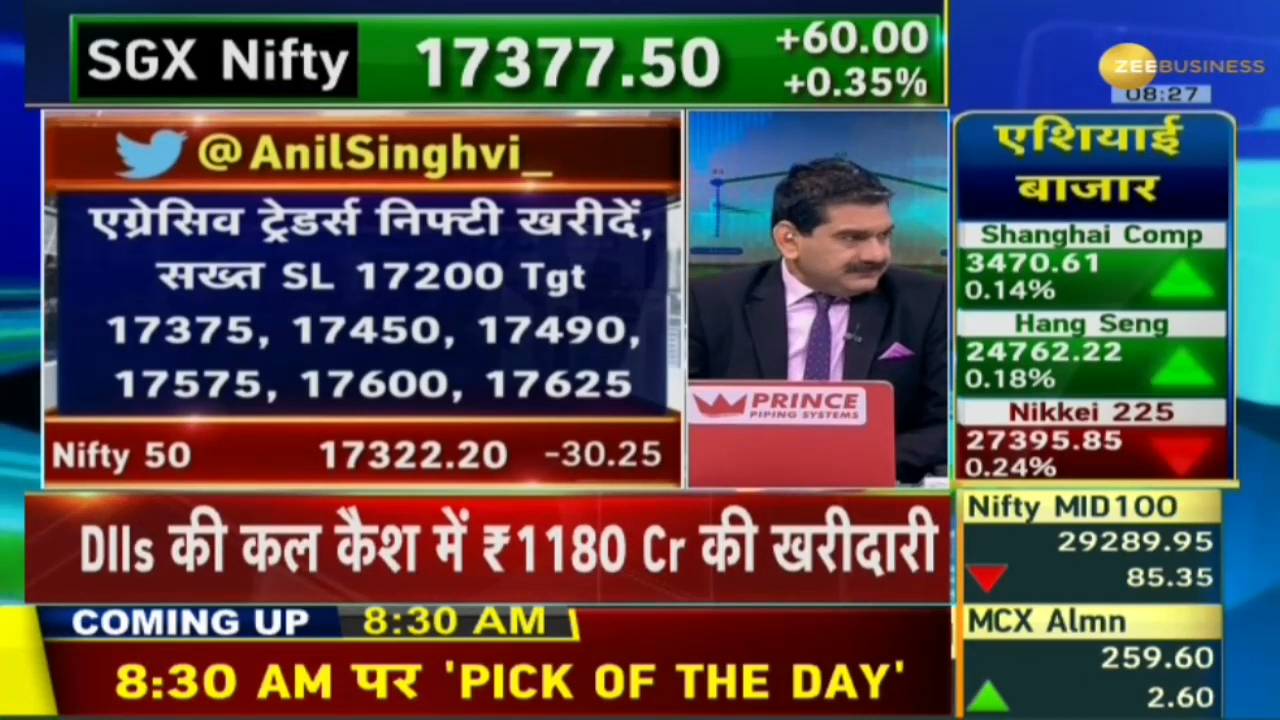 SGX Nifty 17377.50 +60.00
+0.35%
ZEEBUSINESS
08:27
@AnilSinghvi_
एग्रेसिव ट्रेडर्स निफ्टी खरीदें,
सख्त SL 17200 Tgt
17375, 17450, 17490,
17575, 17600, 17625
Nifty 50 17322.20 -30.25
PRINCE
PIPING SYSTEMS
एशियाई
बाजार
Shanghai Comp
3470.61
0.14%
Hang Seng
24762.22
0.18%
Nikkei 225
27395.85
0.24%
DIIs की कल कैश में ₹1180 Cr की खरीदारी
Nifty MID100
29289.95
85.35
MCX Almn
259.60
2.60
COMING UP 8:30 AM
8:30 AM पर 'PICK OF THE DAY'